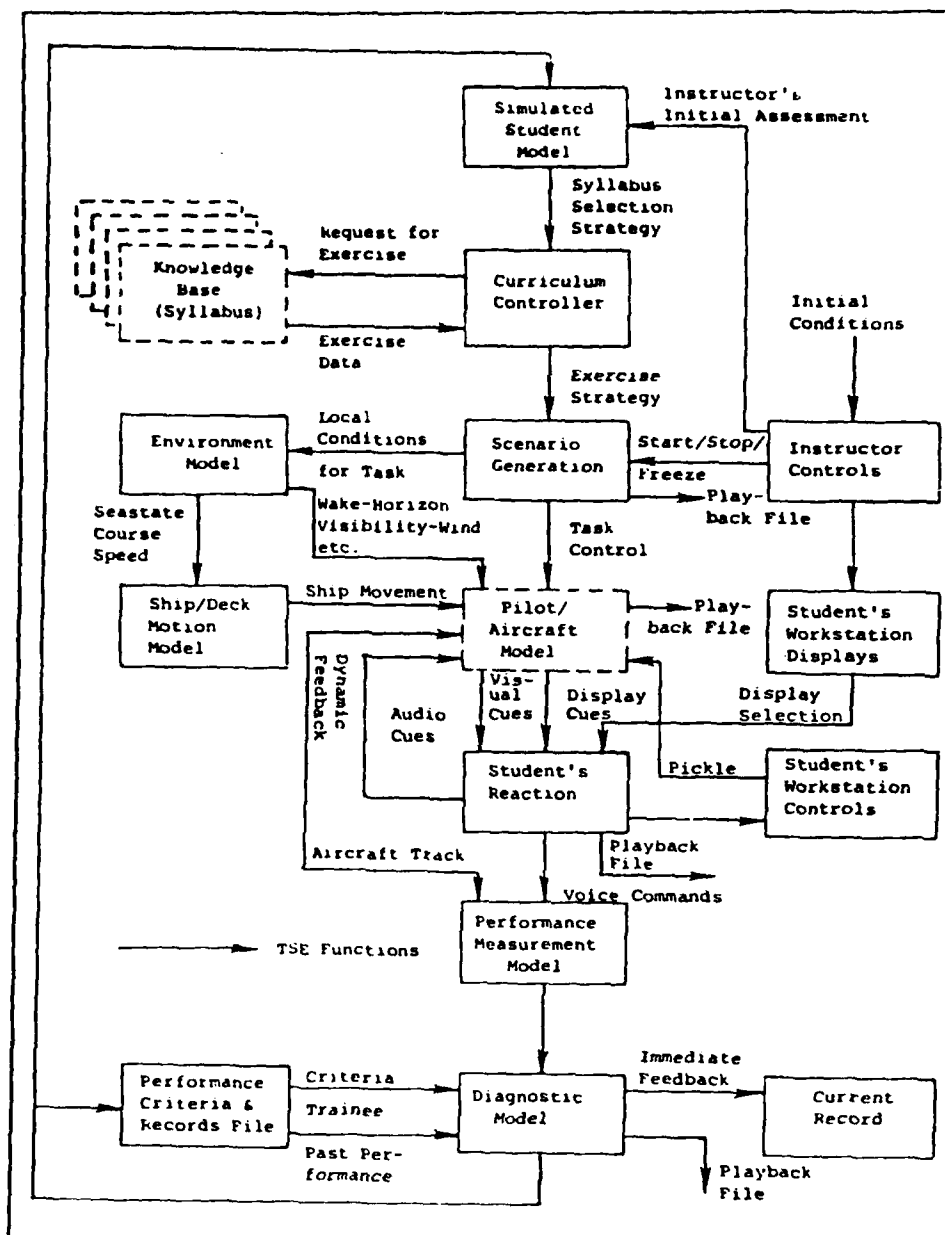 Instructor's
Initial Assessment
Simulated
Student
Model
Syllabus
Selection
Strategy
Request for
Exercise
Knowledge
Base
(Syllabus)
Curriculum
Controller
Initial
Conditions
Exercise
Data
Exercise
Strategy
Local
Conditions
for Task
Environment
Model
Scenario
Generation
Start/Stop/
Freeze
Instructor
Controls
Play-
back File
Seastate
Course
Speed
Wake-Horizon
Visibility-Wind
etc.
Task
Control
Ship/Deck
Motion
Model
Ship Movement
Pilot/
Aircraft
Model
Play-
back File
Student's
Workstation
Displays
Dynamic
Feedback
Audio
Cues
Vis-
ual
Cues
Display
Cues
Display
Selection
Student's
Reaction
Pickle
Student's
Workstation
Controls
Aircraft Track
Playback
File
Voice Commands
Performance
Measurement
Model
TSE Functions
Performance
Criteria &
Records File
Criteria
Trainee
Past Per-
formance
Diagnostic
Model
Immediate
Feedback
Current
Record
Playback
File